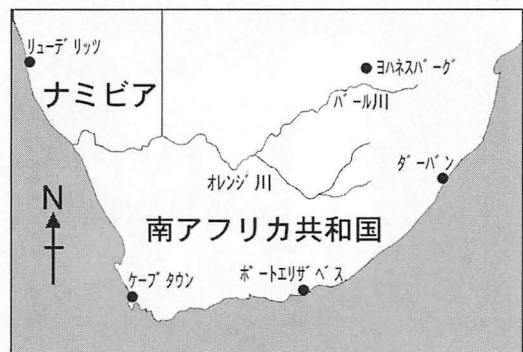 リューデリッツ
ナミビア
ヨハネスバーグ
バール川
オレンジ川
ダーバン
N
南アフリカ共和国
ケープタウン
ポートエリザベス